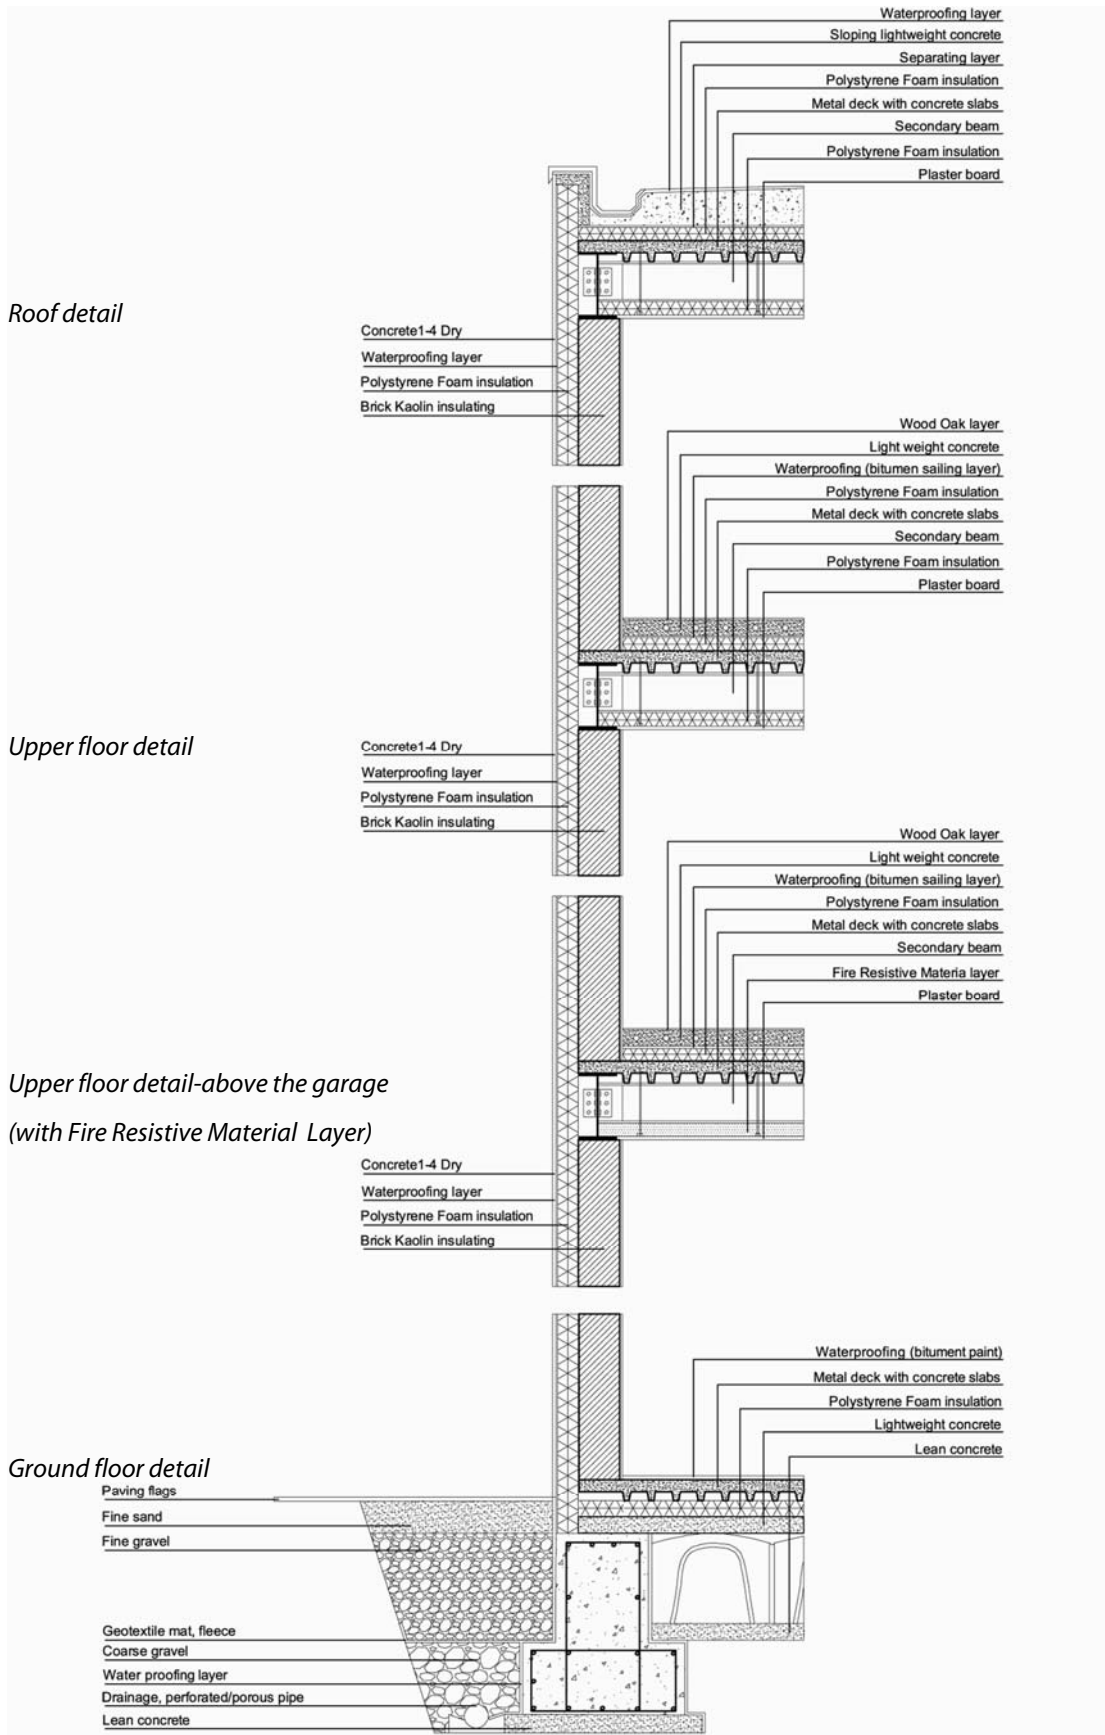 Waterproofing layer
Sloping lightweight concrete
Separating layer
Polystyrene Foam insulation
Metal deck with concrete slabs
Secondary beam
Polystyrene Foam insulation
Plaster board
Roof detail
Concrete1-4 Dry
Waterproofing layer
Polystyrene Foam insulation
Brick Kaolin insulating
Wood Oak layer
Light weight concrete
Waterproofing (bitumen sailing layer)
Polystyrene Foam insulation
Metal deck with concrete slabs
Secondary beam
Polystyrene Foam insulation
Plaster board
Upper floor detail
Concrete1-4 Dry
Waterproofing layer
Polystyrene Foam insulation
Brick Kaolin insulating
Wood Oak layer
Light weight concrete
Waterproofing (bitumen sailing layer)
Polystyrene Foam insulation
Metal deck with concrete slabs
Secondary beam
Fire Resistive Materia layer
Plaster board
Upper floor detail-above the garage
(with Fire Resistive Material Layer)
Concrete1-4 Dry
Waterproofing layer
Polystyrene Foam insulation
Brick Kaolin insulating
Waterproofing (bitument paint)
Metal deck with concrete slabs
Polystyrene Foam insulation
Lightweight concrete
Lean concrete
Ground floor detail
Paving flags
Fine sand
Fine gravel
Geotextile mat, fleece
Coarse gravel
Water proofing layer
Drainage, perforated/porous pipe
Lean concrete